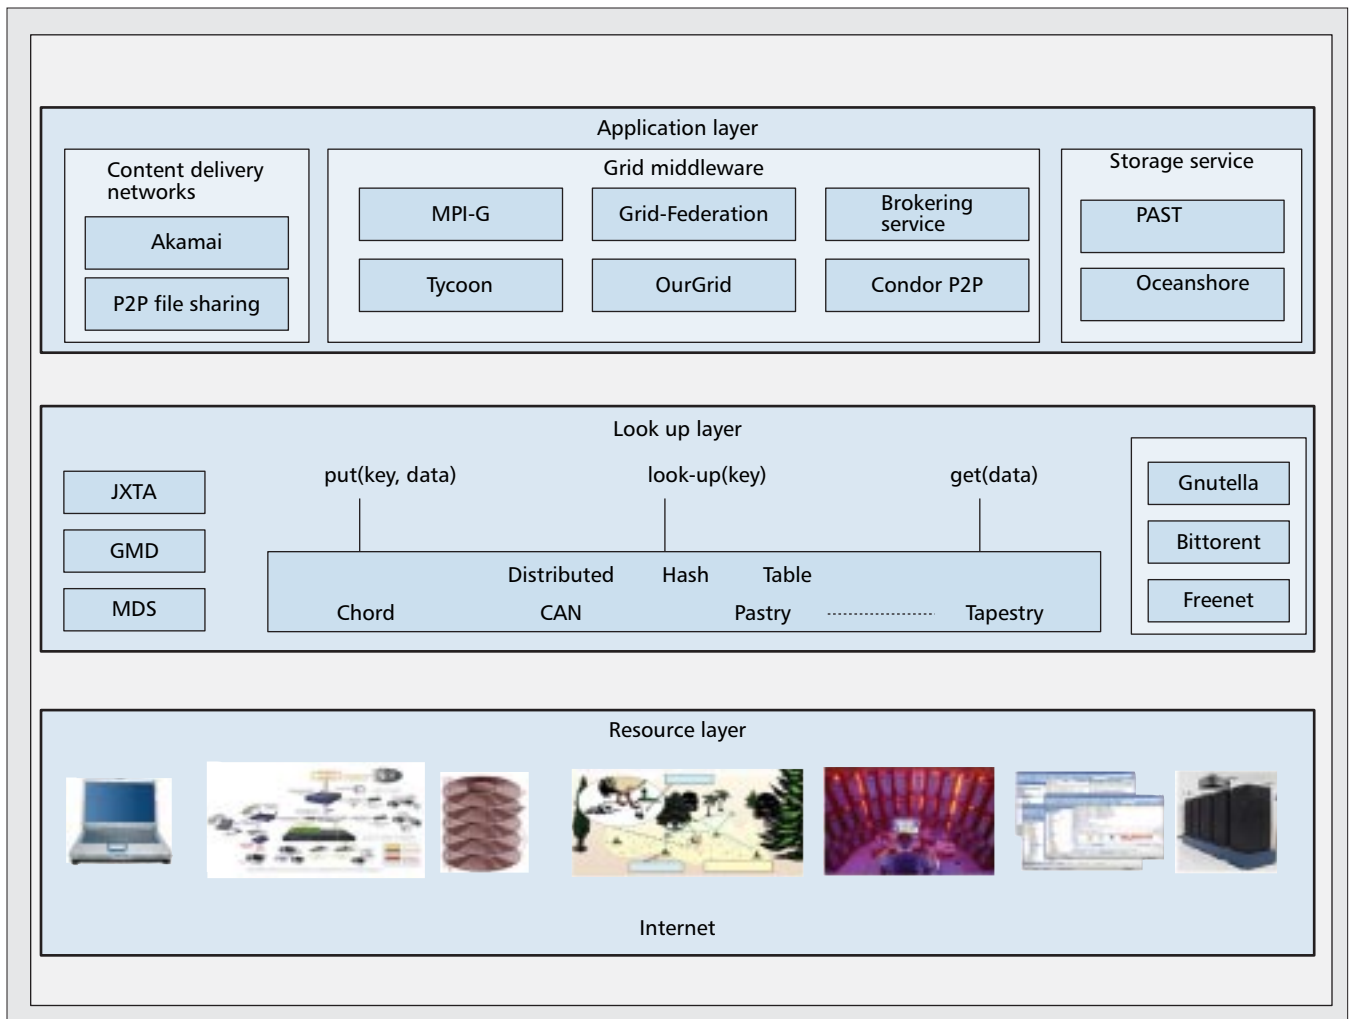 Application layer
Content delivery
networks
Akamai
P2P file sharing
Grid middleware
MPI-G
Grid-Federation
Brokering
service
Tycoon
OurGrid
Condor P2P
Storage service
PAST
Oceanshore
Look up layer
JXTA
GMD
MDS
put(key, data)
look-up(key)
get(data)
Distributed Hash Table
Chord
CAN
Pastry
Tapestry
Gnutella
Bittorent
Freenet
Resource layer
Internet